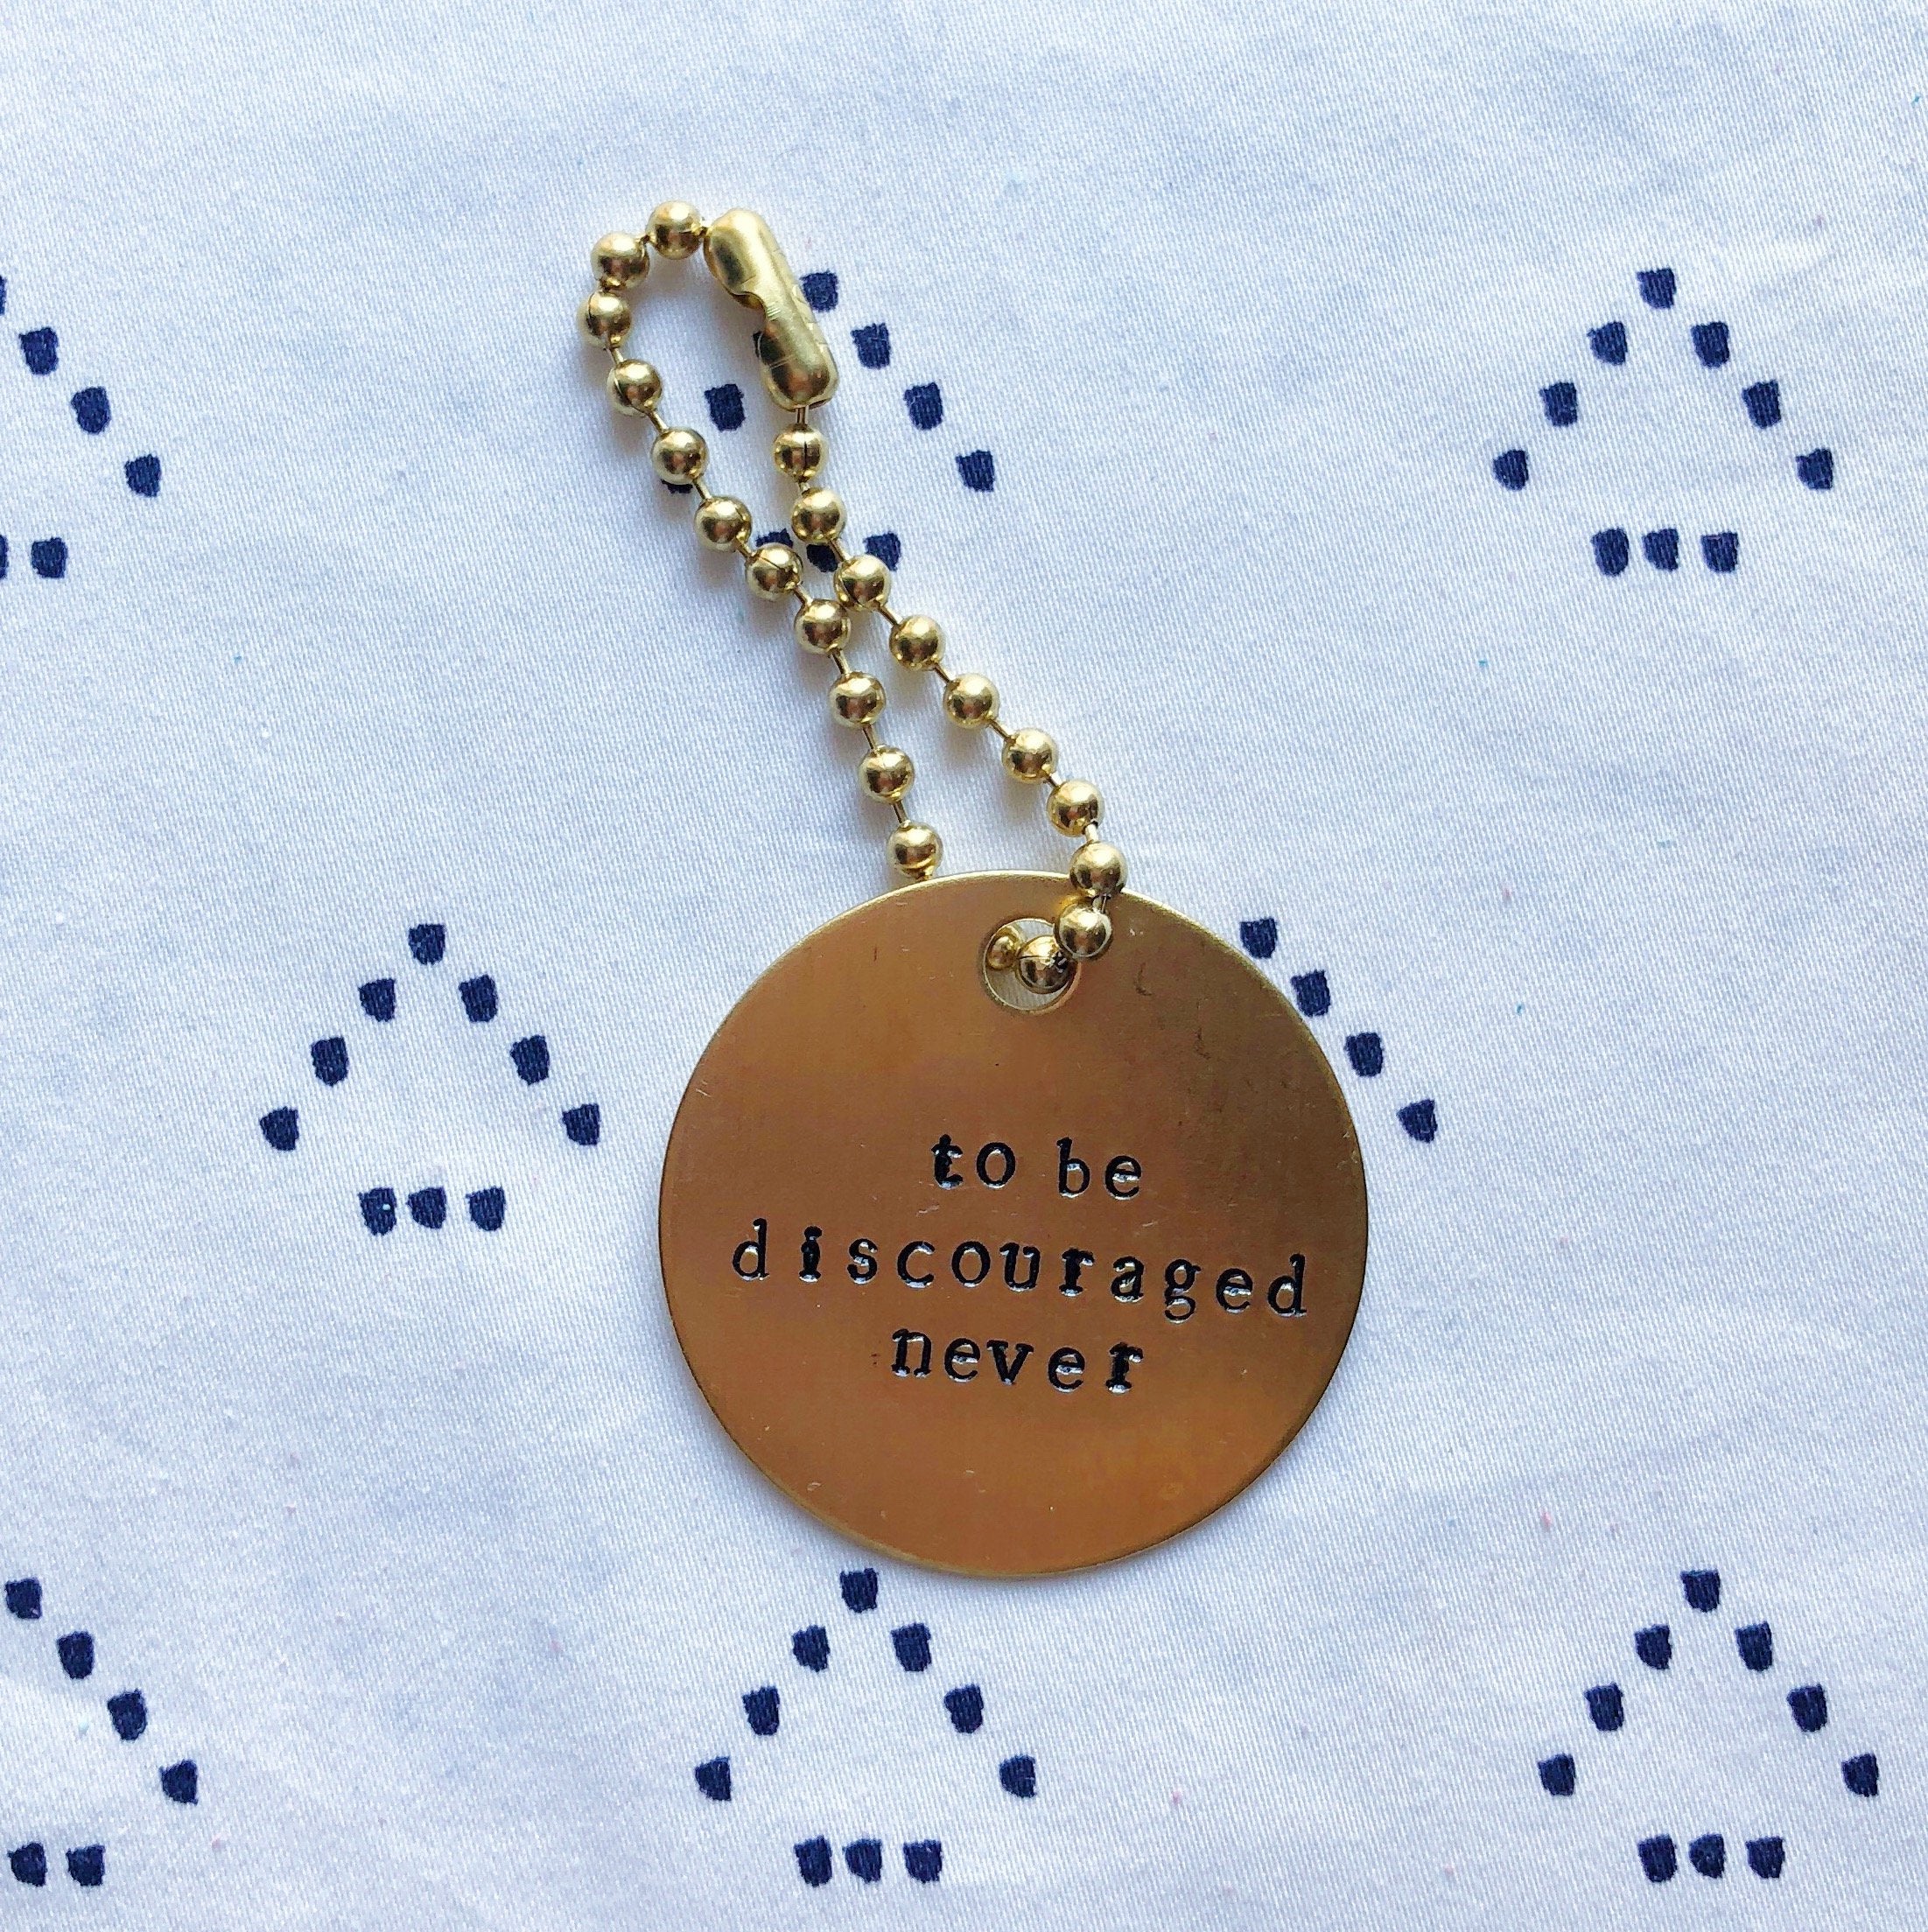 to be
discouraged
never